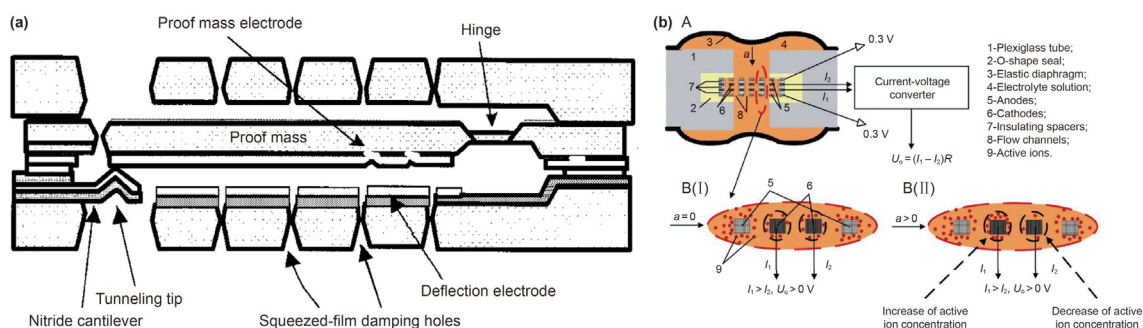 (a)
Proof mass electrode
Hinge
Proof mass
Nitride cantilever
Tunneling tip
Squeezed-film damping holes
Deflection electrode
(b)
A
3
4
0.3 V
1
a
I₂
7
I₁
2
6
8
5
0.3 V
Current-voltage
converter
Uₒ = (I₁ – I₂)R
1-Plexiglass tube;
2-O-shape seal;
3-Elastic diaphragm;
4-Electrolyte solution;
5-Anodes;
6-Cathodes;
7-Insulating spacers;
8-Flow channels;
9-Active ions.
B(I)
5
6
a = 0
9
I₁
I₂
I₁ > I₂, Uₒ > 0 V
B(II)
a > 0
I₁
I₂
I₁ > I₂, Uₒ > 0 V
Increase of active
ion concentration
Decrease of active
ion concentration